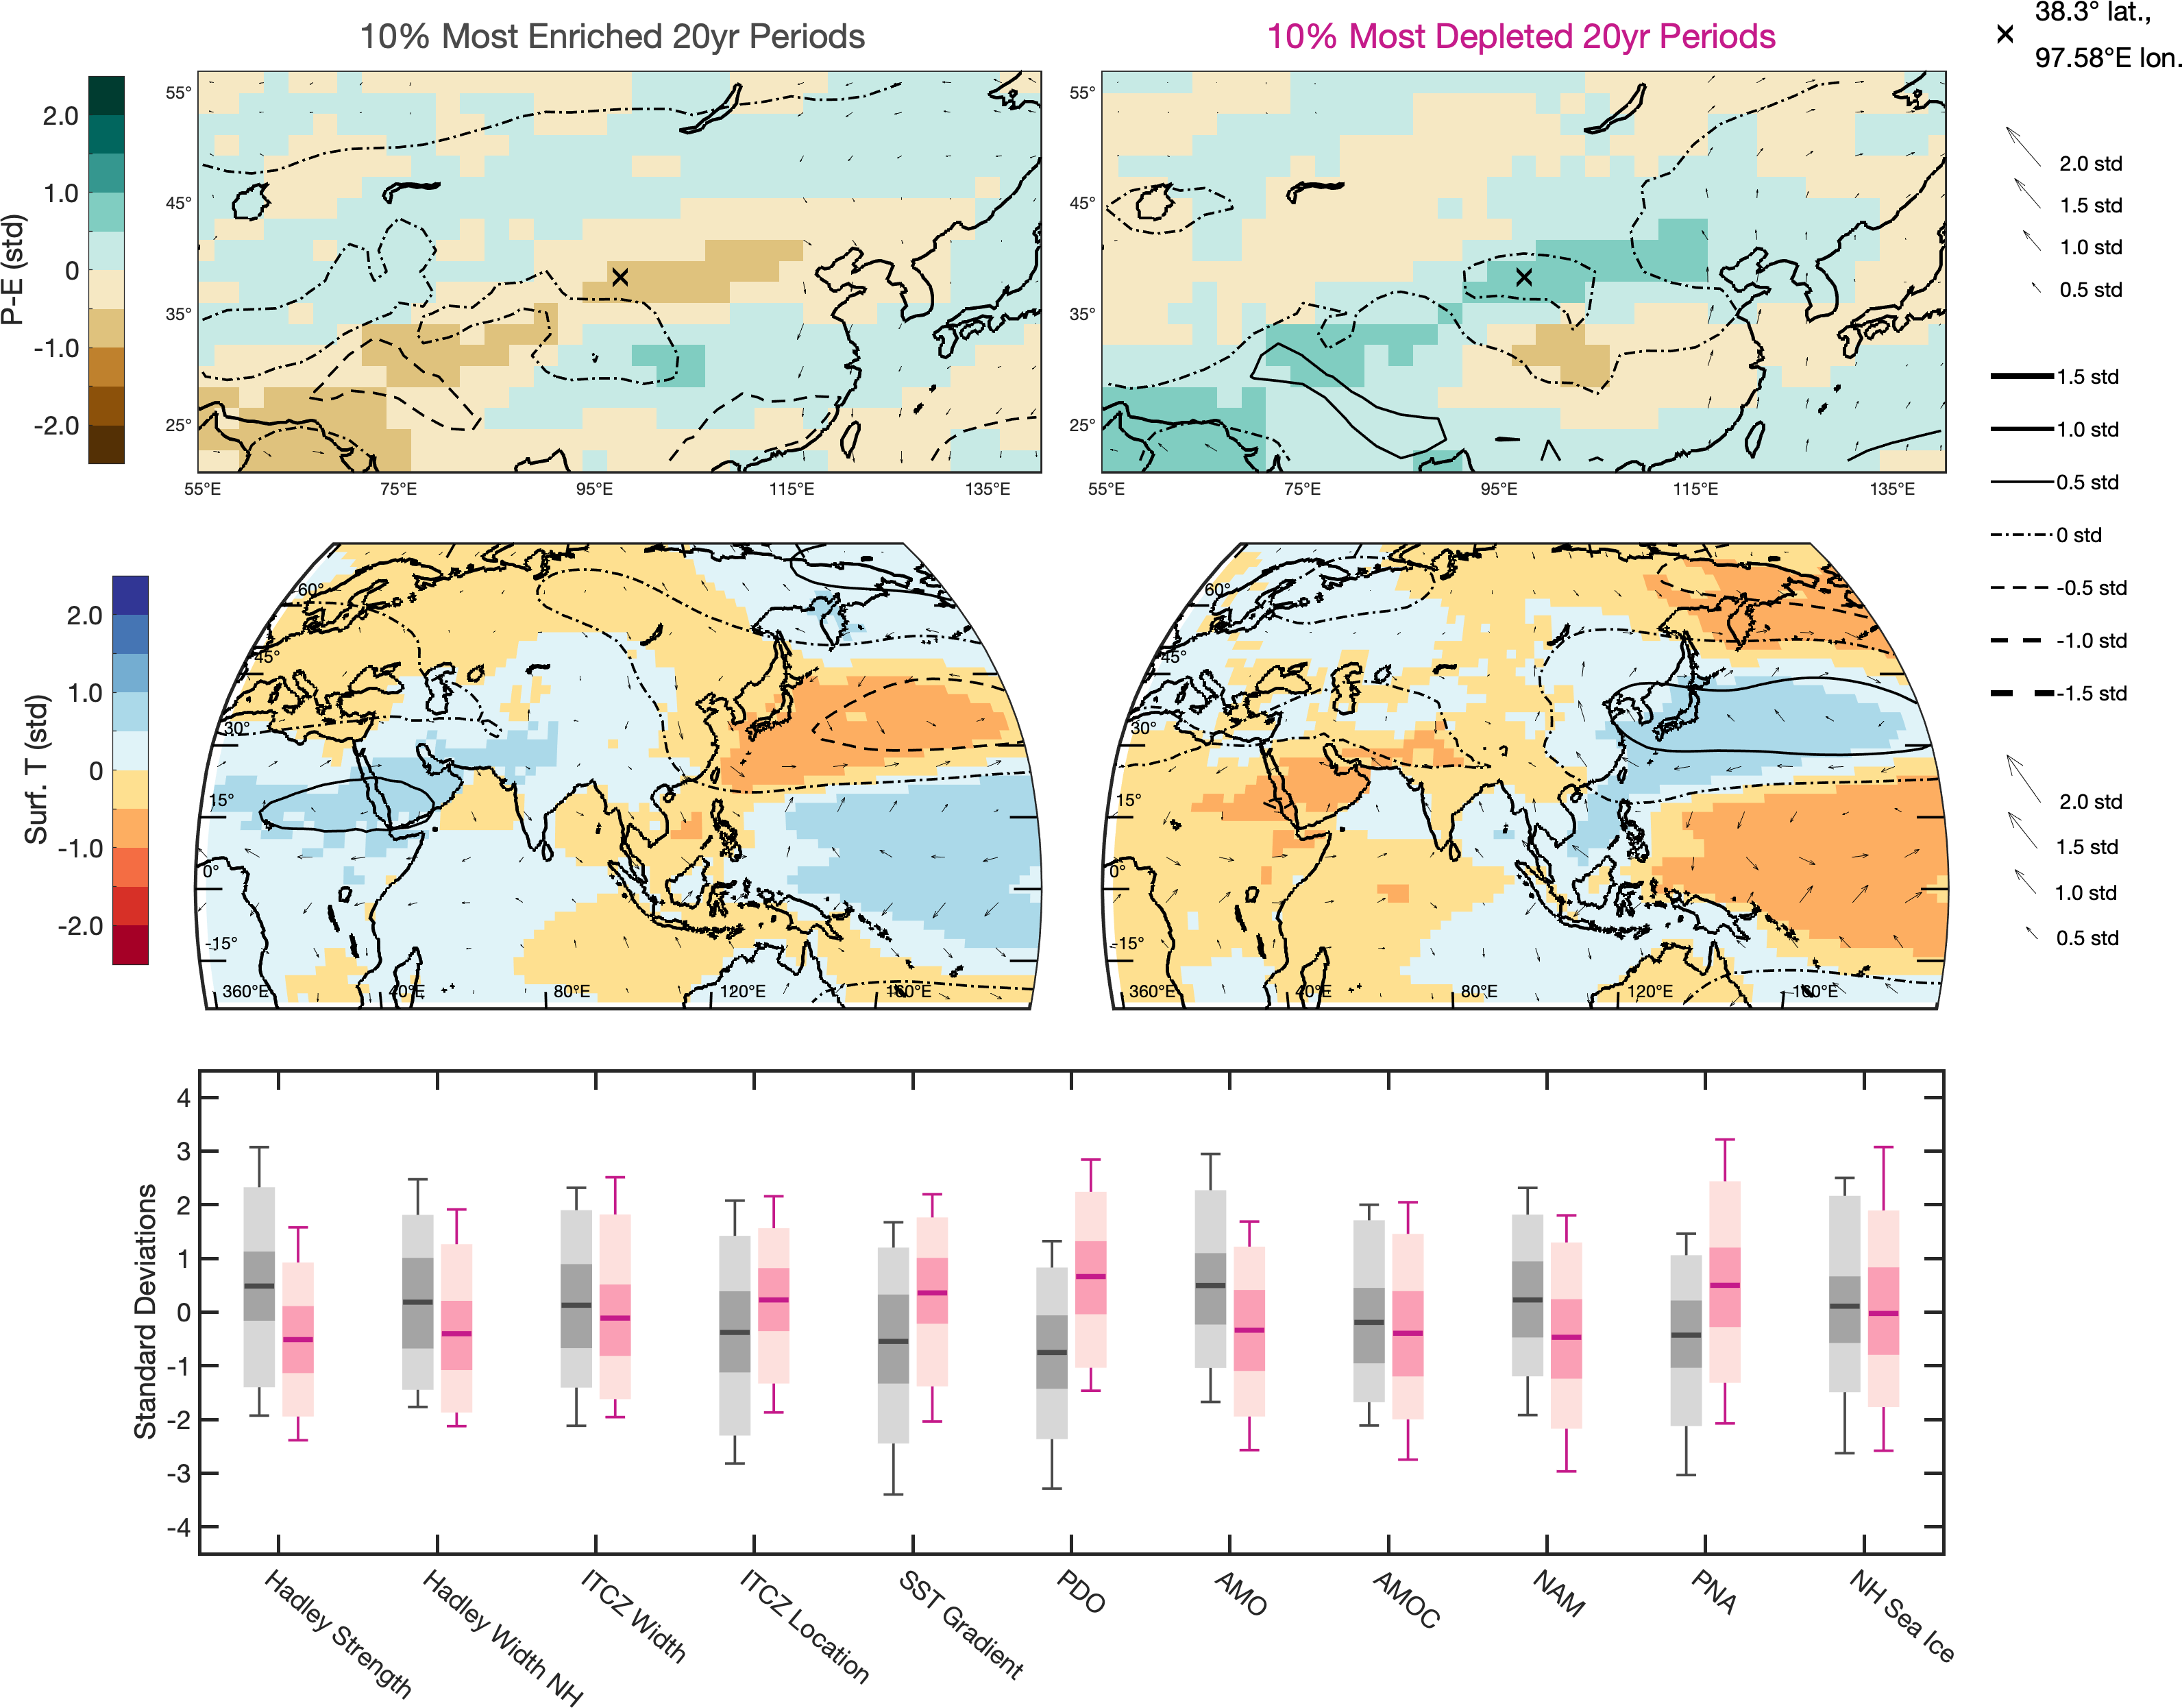 10% Most Enriched 20yr Periods
10% Most Depleted 20yr Periods
38.3° lat.,
97.58°E lon.
P-E (std)
2.0
1.0
0
-1.0
-2.0
55°
45°
35°
25°
55°E
75°E
95°E
115°E
135°E
55°
45°
35°
25°
55°E
75°E
95°E
115°E
135°E
2.0 std
1.5 std
1.0 std
0.5 std
1.5 std
1.0 std
0.5 std
0 std
-0.5 std
-1.0 std
-1.5 std
Surf. T (std)
2.0
1.0
0
-1.0
-2.0
60°
45°
30°
15°
0°
-15°
360°E
40°E
80°E
120°E
160°E
60°
45°
30°
15°
0°
-15°
360°E
40°E
80°E
120°E
160°E
2.0 std
1.5 std
1.0 std
0.5 std
Standard Deviations
4
3
2
1
0
-1
-2
-3
-4
Hadley Strength
Hadley Width NH
ITCZ Width
ITCZ Location
SST Gradient
PDO
AMO
AMOC
NAM
PNA
NH Sea Ice